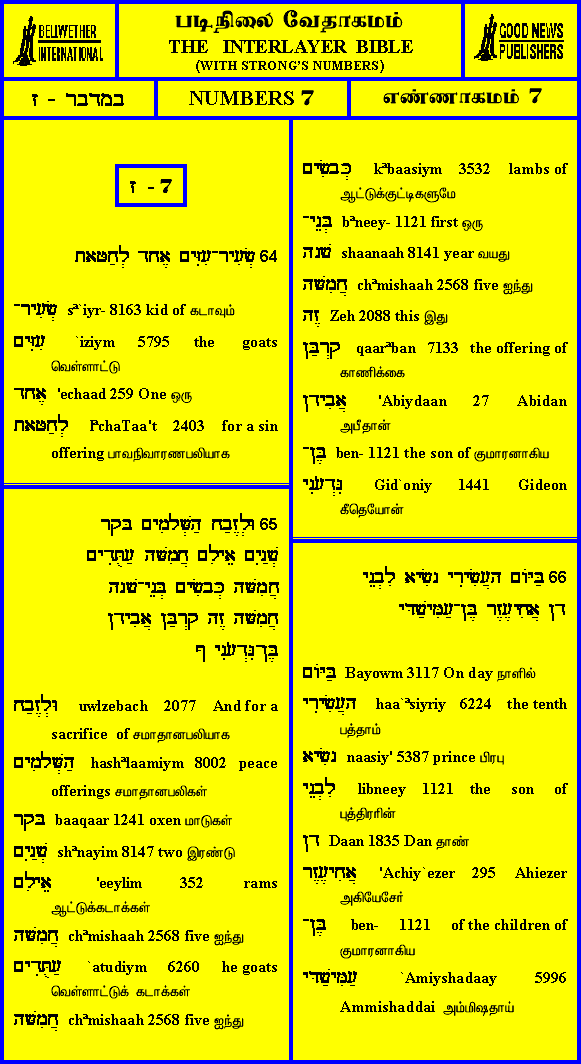 BELLWETHER
INTERNATIONAL
படிநிலை வேதாகமம்
THE INTERLAYER BIBLE
(WITH STRONG'S NUMBERS)
GOOD NEWS
PUBLISHERS
במדבר - ז
NUMBERS 7
எண்ணாகமம் 7
ז - 7
64 שְׂעִיר־עִזִּים אֶחָד לְחַטָּאת
שְׂעִיר־ sª`iyr- 8163 kid of கடாவும்
עִזִּים `iziym 5795 the goats
வெள்ளாட்டு
אֶחָד 'echaad 259 One ஒரு
לְחַטָּאת lªchaTaa't 2403 for a sin
offering பாவநிவாரணபலியாக
65 וּלְזֶבַח הַשְּׁלָמִים בָּקָר
שְׁנַיִם אֵילִם חֲמִשָּׁה עַתֻּדִים
חֲמִשָּׁה כְּבָשִׂים בְּנֵי־שָׁנָה
חֲמִשָּׁה זֶה קָרְבַּן אֲבִידָן
בֶּן־גִּדְעֹנִי ף
וּלְזֶבַח uwlzebach 2077 And for a
sacrifice of சமாதானபலியாக
הַשְּׁלָמִים hashªlaamiym 8002 peace
offerings சமாதானபலிகள்
בָּקָר baaqaar 1241 oxen மாடுகள்
שְׁנַיִם shªnayim 8147 two இரண்டு
אֵילִם 'eeylim 352 rams
ஆட்டுக்கடாக்கள்
חֲמִשָּׁה chªmishaah 2568 five ஐந்து
עַתֻּדִים `atudiym 6260 he goats
வெள்ளாட்டுக் கடாக்கள்
חֲמִשָּׁה chªmishaah 2568 five ஐந்து
כְּבָשִׂים kªbaasiym 3532 lambs of
ஆட்டுக்குட்டிகளுமே
בְּנֵי־ bªneey- 1121 first ஒரு
שָׁנָה shaanaah 8141 year வயது
חֲמִשָּׁה chªmishaah 2568 five ஐந்து
זֶה Zeh 2088 this இது
קָרְבַּן qaarªban 7133 the offering of
காணிக்கை
אֲבִידָן 'Abiydaan 27 Abidan
அபீதான்
בֶּן־ ben- 1121 the son of குமாரனாகிய
גִּדְעֹנִי Gid`oniy 1441 Gideon
கீதெயோன்
66 בַּיּוֹם הָעֲשִׂירִי נָשִׂיא לִבְנֵי
דָן אֲחִיעֶזֶר בֶּן־עַמִּישַׁדָּי
בַּיּוֹם Bayowm 3117 On day நாளில்
הָעֲשִׂירִי haa`ªsiyriy 6224 the tenth
பத்தாம்
נָשִׂיא naasiy' 5387 prince பிரபு
לִבְנֵי libneey 1121 the son of
புத்திரரின்
דָן Daan 1835 Dan தாண்
אֲחִיעֶזֶר 'Achiy`ezer 295 Ahiezer
அகியேசேர்
בֶּן־ ben- 1121 of the children of
குமாரனாகிய
עַמִּישַׁדָּי `Amiyshadaay 5996
Ammishaddai அம்மிஷதாய்